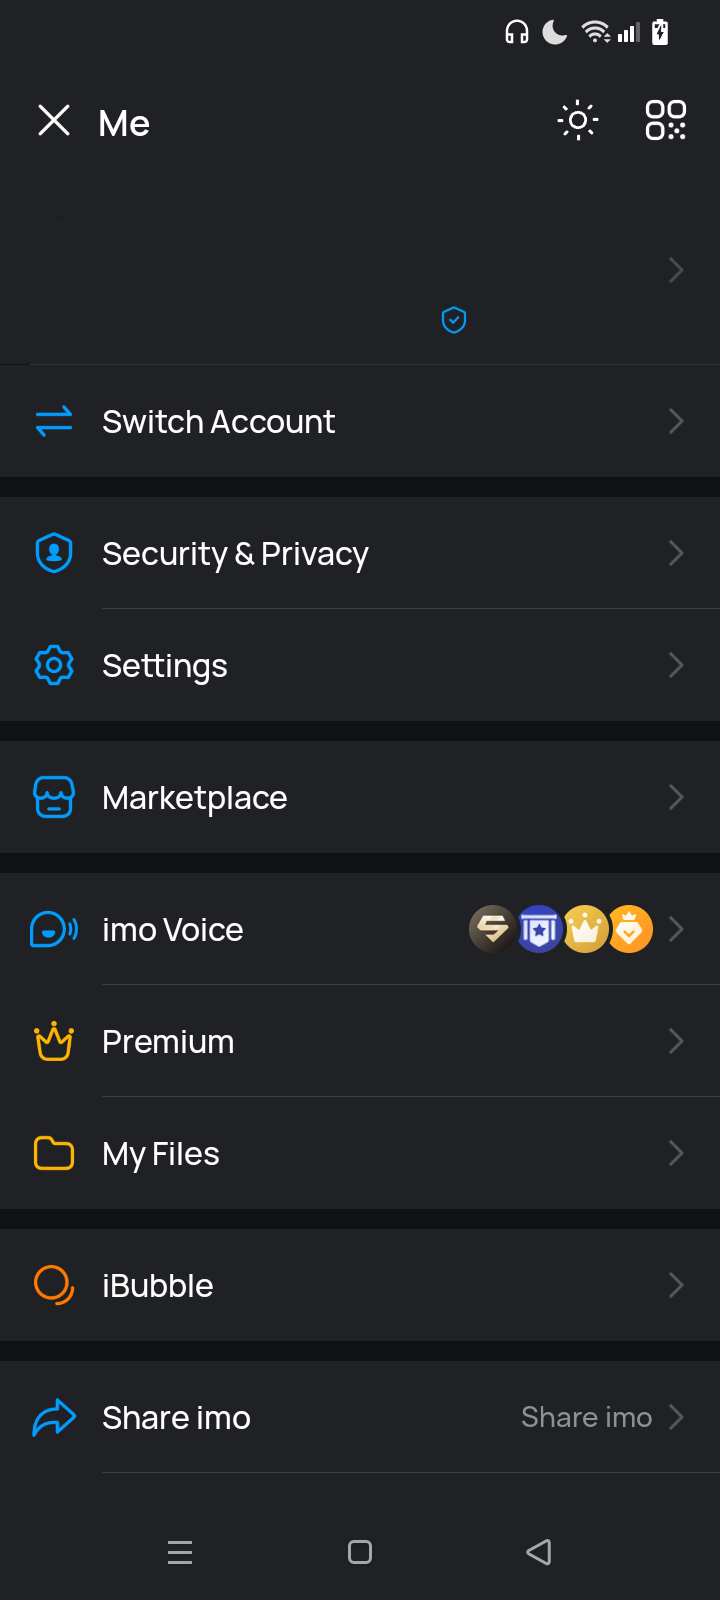 Me
Switch Account
Security & Privacy
Settings
Marketplace
imo Voice
Premium
My Files
iBubble
Share imo Share imo